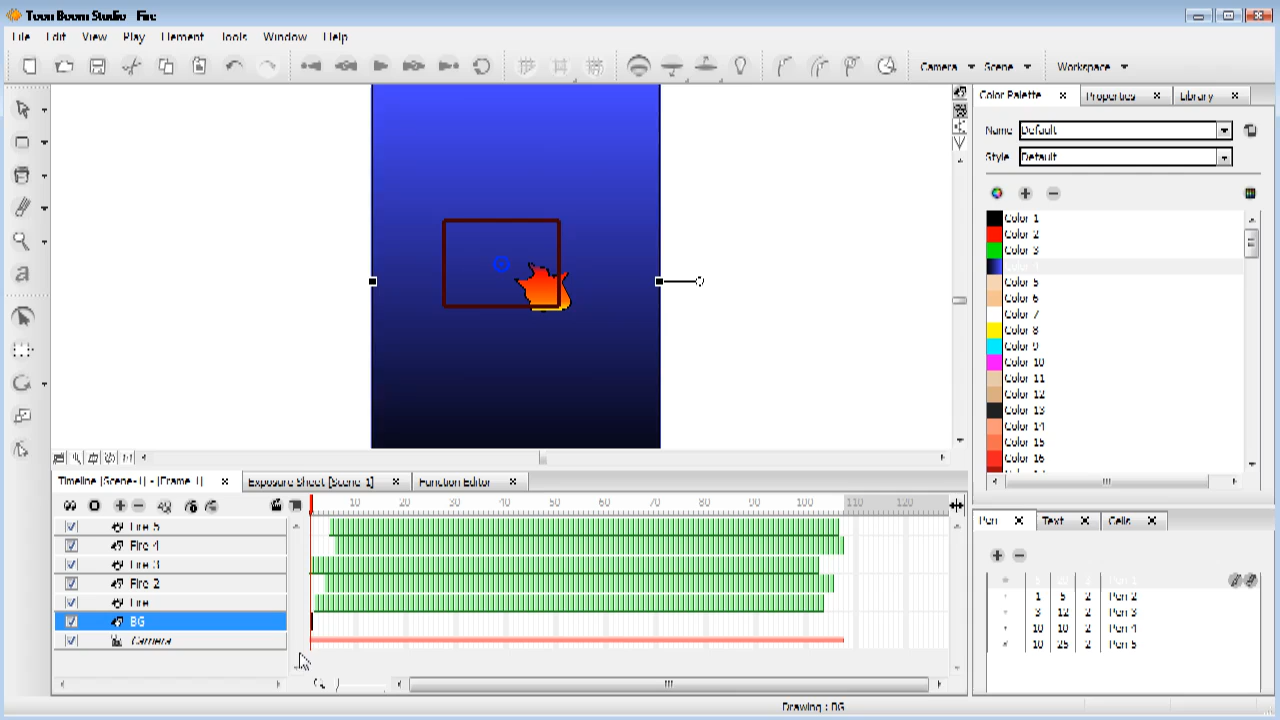 Toon Boom Studio - Fire
File Edit View Play Element Tools Window Help
Camera Scene Workspace
Color Palette Properties Library
Name Default
Style Default
Color 1
Color 2
Color 3
Color 5
Color 6
Color 7
Color 8
Color 9
Color 10
Color 11
Color 12
Color 13
Color 14
Color 15
Color 16
Timeline [Scene-1] - [Frame 1] Exposure Sheet [Scene 1] Function Editor
10 20 30 40 50 60 70 80 90 100 110 120
Fire 5
Fire 4
Fire 3
Fire 2
Fire
BG
Camera
Pen Text Cells
5 20 2 Pen 1
1 5 2 Pen 2
3 12 2 Pen 3
10 10 2 Pen 4
10 25 2 Pen 5
Drawing : BG